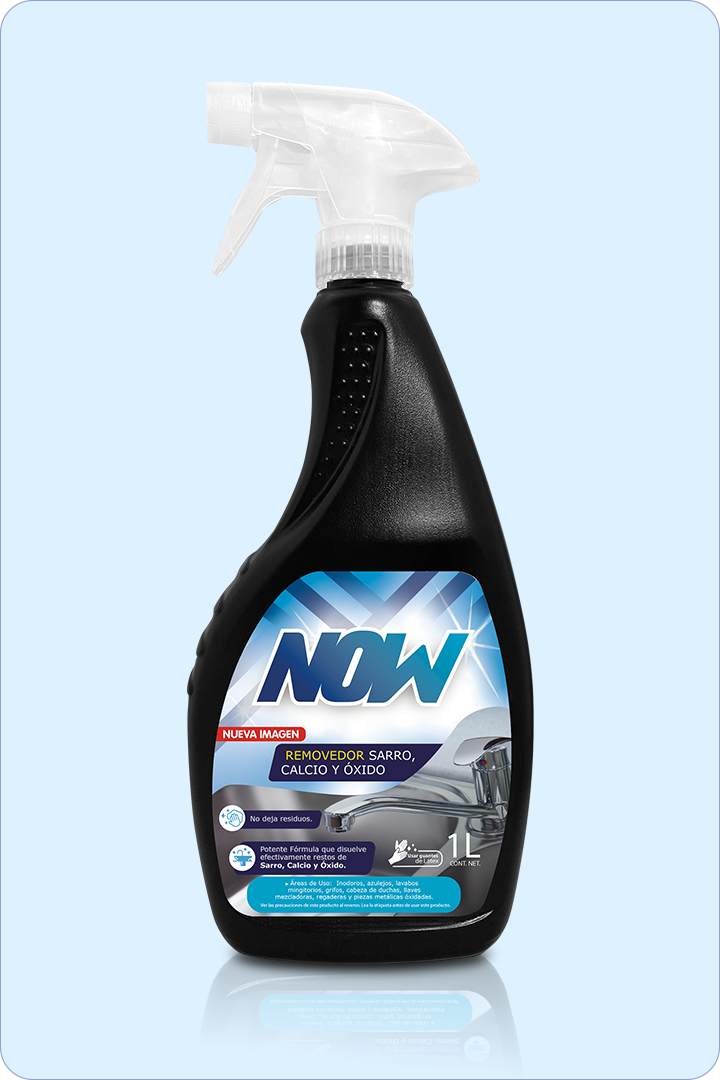 NOW
NUEVA IMAGEN
REMOVEDOR SARRO,
CALCIO Y ÓXIDO
No deja residuos.
Potente Fórmula que disuelve
efectivamente restos de
Sarro, Calcio y Óxido.
Usar guantes
de Latex
1L
CONT. NET.
▸ Áreas de Uso: Inodoros, azulejos, lavabos
mingitorios, grifos, cabeza de duchas, llaves
mezcladoras, regaderas y piezas metálicas óxidadas.
Ver las precauciones de este producto al reverso. Lea la etiqueta antes de usar este producto.